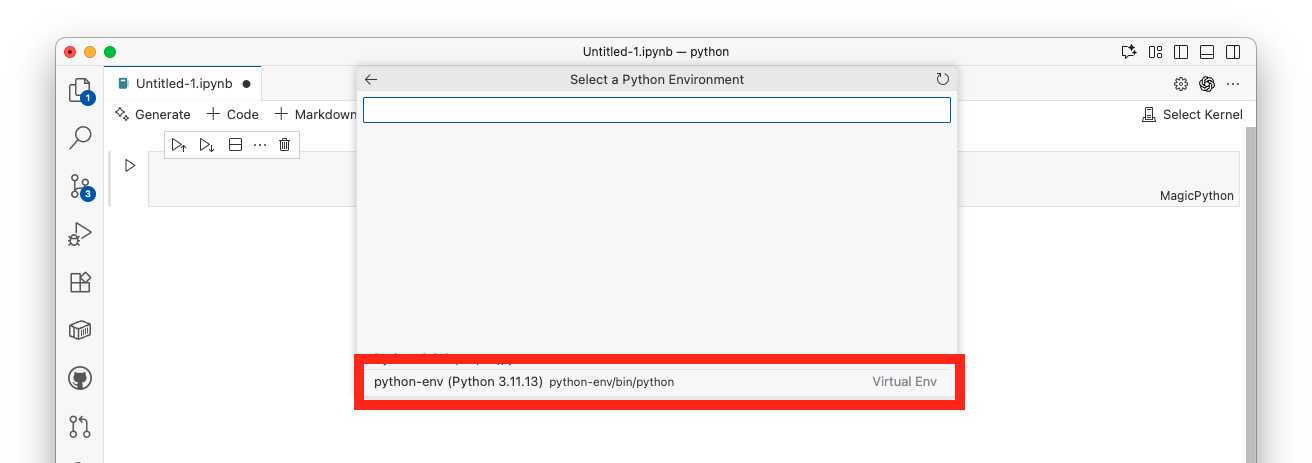 Untitled-1.ipynb — python
Untitled-1.ipynb
Select a Python Environment
1
Generate
Code
Markdown
Select Kernel
MagicPython
3
python-env (Python 3.11.13) python-env/bin/python
Virtual Env